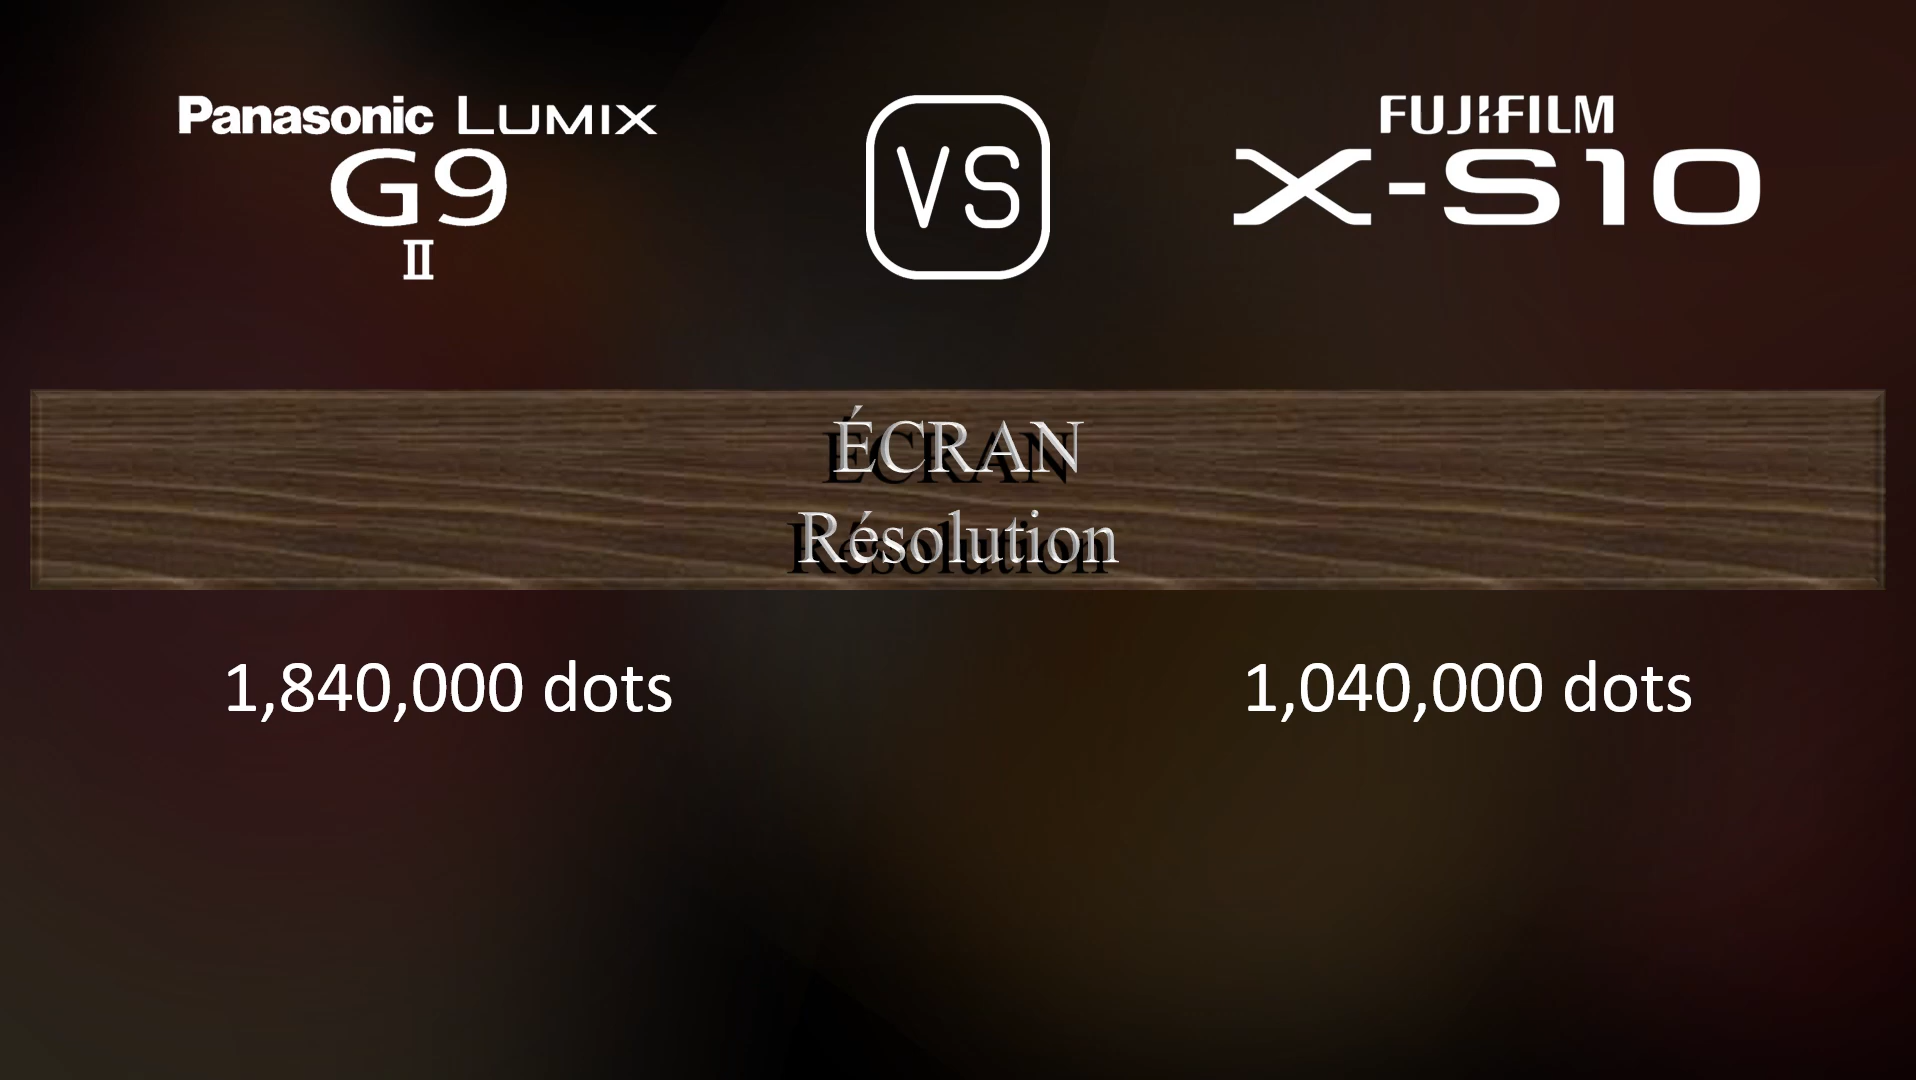 Panasonic LUMIX
G9
II
VS
FUJIFILM
X-S10
ÉCRAN
Résolution
1,840,000 dots
1,040,000 dots